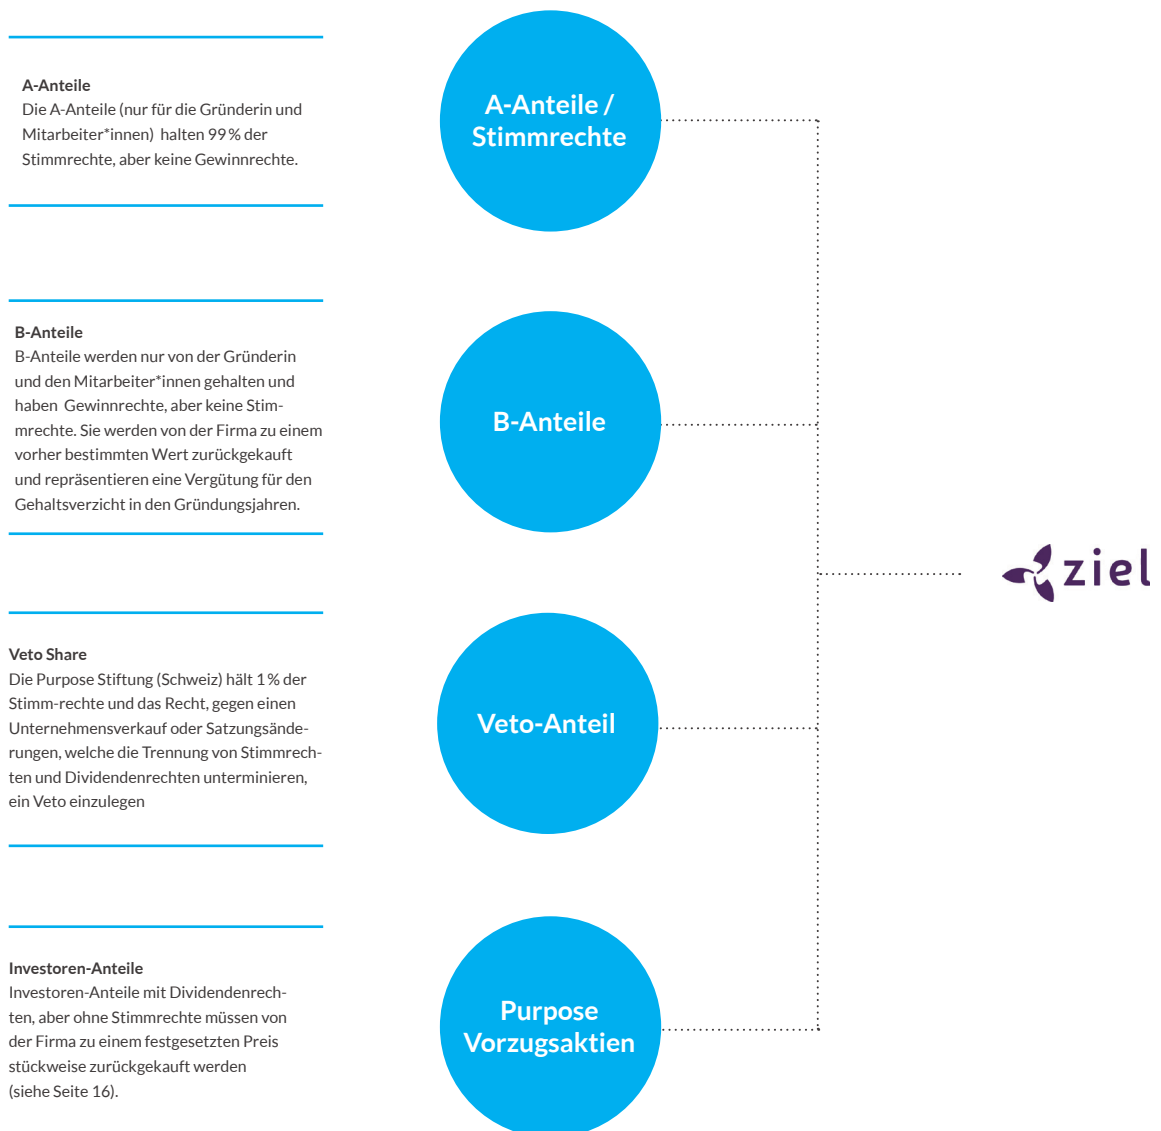 A-Anteile
Die A-Anteile (nur für die Gründerin und
Mitarbeiter*innen) halten 99 % der
Stimmrechte, aber keine Gewinnrechte.
A-Anteile /
Stimmrechte
B-Anteile
B-Anteile werden nur von der Gründerin
und den Mitarbeiter*innen gehalten und
haben Gewinnrechte, aber keine Stim-
mrechte. Sie werden von der Firma zu einem
vorher bestimmten Wert zurückgekauft
und repräsentieren eine Vergütung für den
Gehaltsverzicht in den Gründungsjahren.
B-Anteile
ziel
Veto Share
Die Purpose Stiftung (Schweiz) hält 1 % der
Stimm-rechte und das Recht, gegen einen
Unternehmensverkauf oder Satzungsände-
rungen, welche die Trennung von Stimmrech-
ten und Dividendenrechten unterminieren,
ein Veto einzulegen
Veto-Anteil
Investoren-Anteile
Investoren-Anteile mit Dividendenrech-
ten, aber ohne Stimmrechte müssen von
der Firma zu einem festgesetzten Preis
stückweise zurückgekauft werden
(siehe Seite 16).
Purpose
Vorzugsaktien